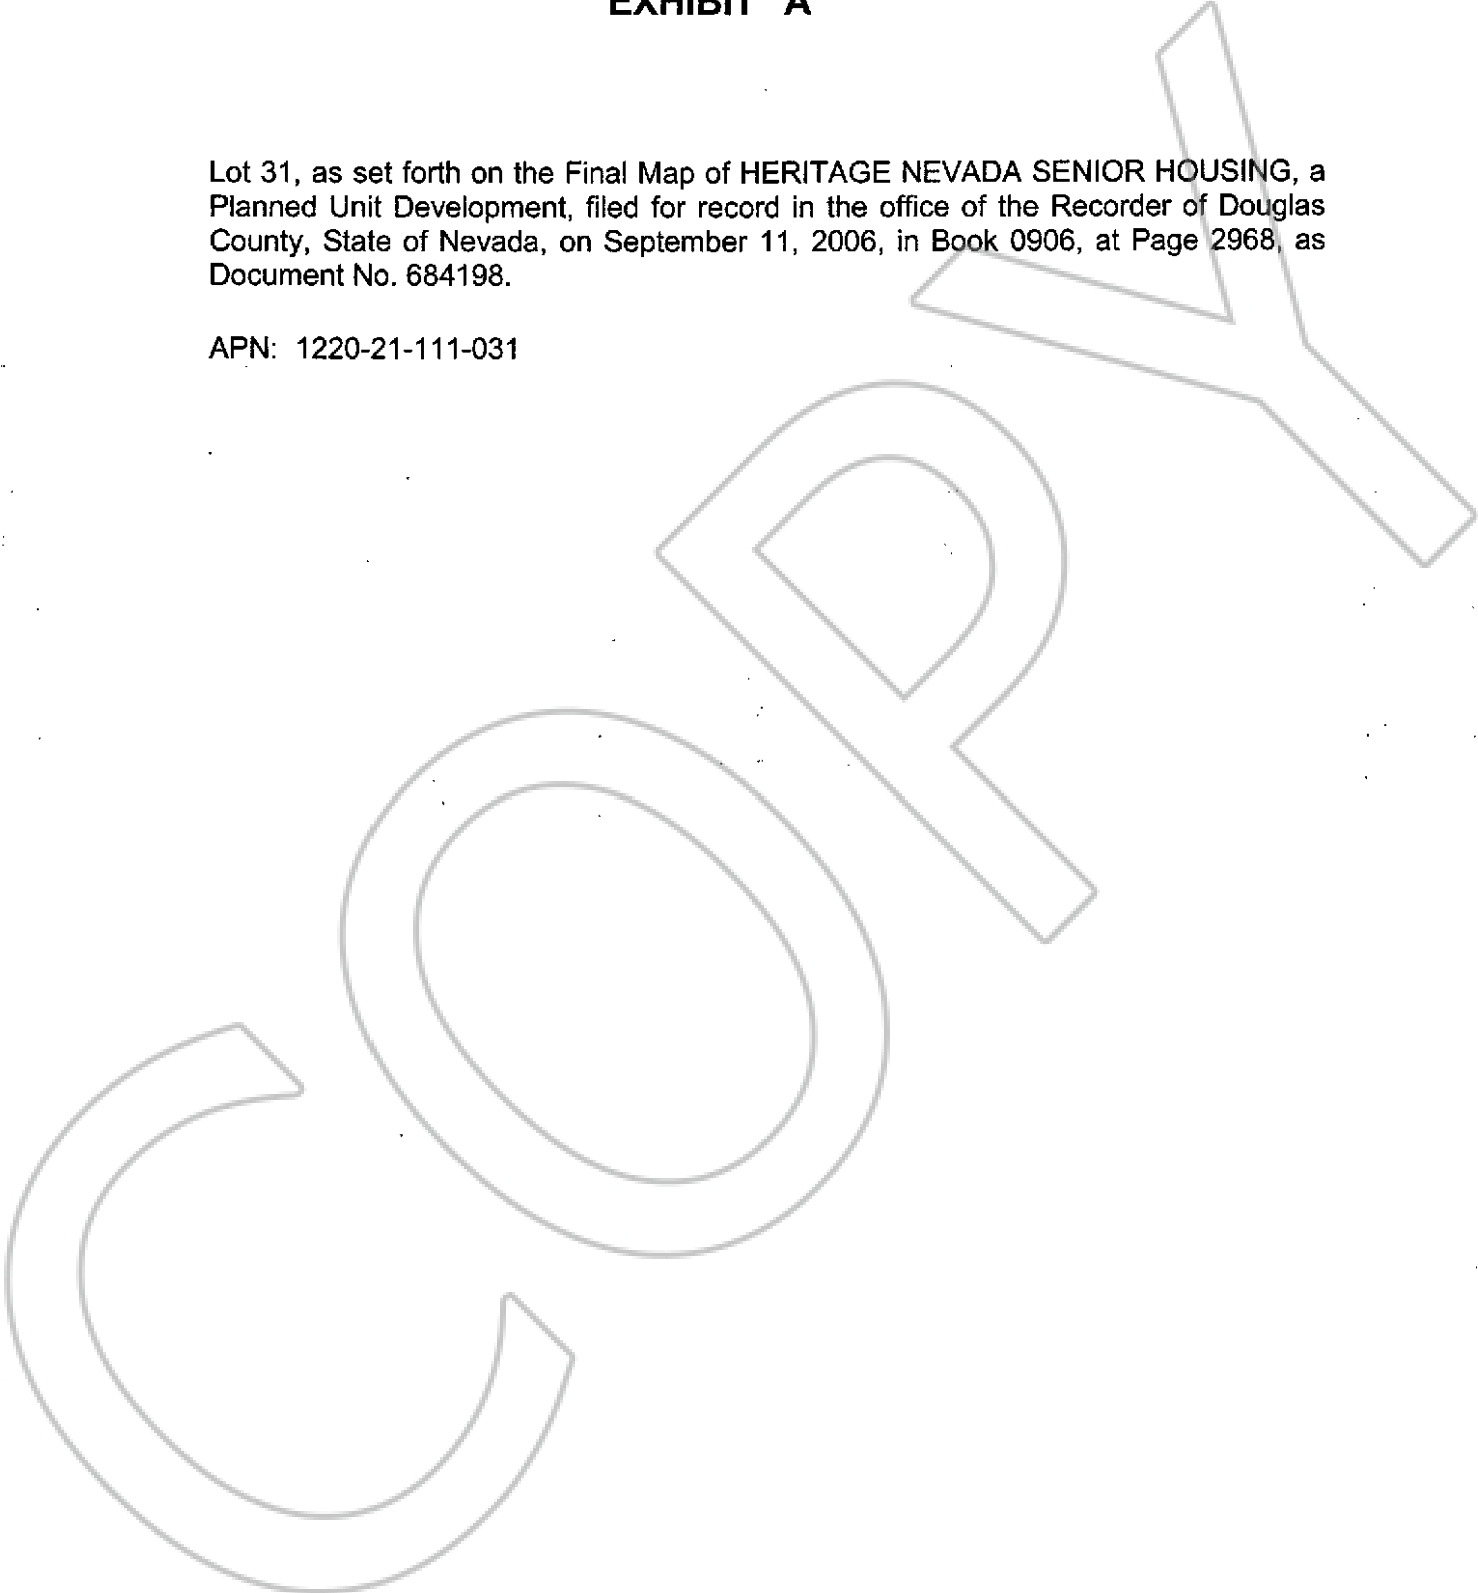 EXHIBIT A
Lot 31, as set forth on the Final Map of HERITAGE NEVADA SENIOR HOUSING, a
Planned Unit Development, filed for record in the office of the Recorder of Douglas
County, State of Nevada, on September 11, 2006, in Book 0906, at Page 2968, as
Document No. 684198.
APN: 1220-21-111-031
COPY